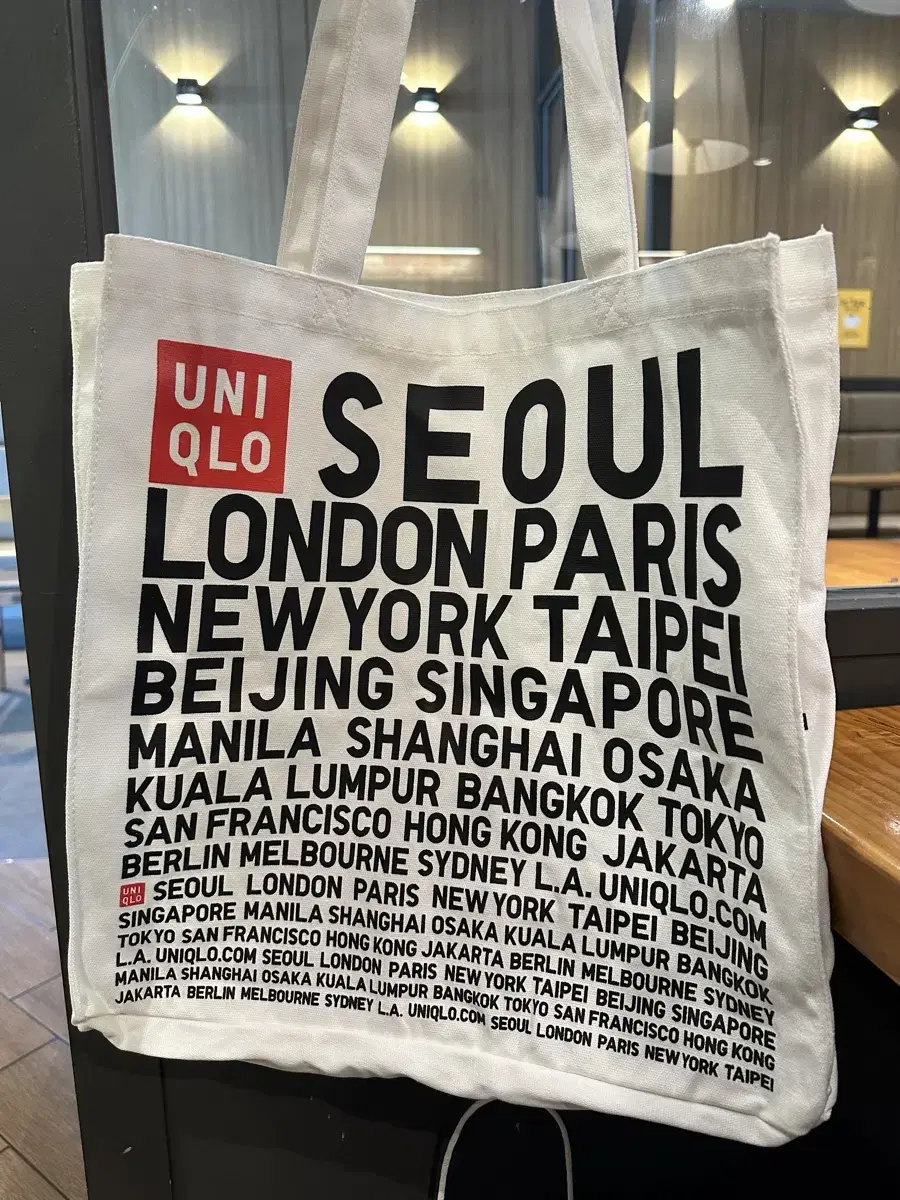 UNI
QLO
SEOUL
LONDON PARIS
NEW YORK TAIPEI
BEIJING SINGAPORE
MANILA SHANGHAI OSAKA
KUALA LUMPUR BANGKOK TOKYO
SAN FRANCISCO HONG KONG JAKARTA
BERLIN MELBOURNE SYDNEY L.A. UNIQLO.COM
UNI
QLO
SEOUL LONDON PARIS NEW YORK TAIPEI BEIJING
SINGAPORE MANILA SHANGHAI OSAKA KUALA LUMPUR BANGKOK
TOKYO SAN FRANCISCO HONG KONG JAKARTA BERLIN MELBOURNE SYDNEY
L.A. UNIQLO.COM SEOUL LONDON PARIS NEW YORK TAIPEI BEIJING SINGAPORE
MANILA SHANGHAI OSAKA KUALA LUMPUR BANGKOK TOKYO SAN FRANCISCO HONG KONG
JAKARTA BERLIN MELBOURNE SYDNEY L.A. UNIQLO.COM SEOUL LONDON PARIS NEW YORK TAIPEI